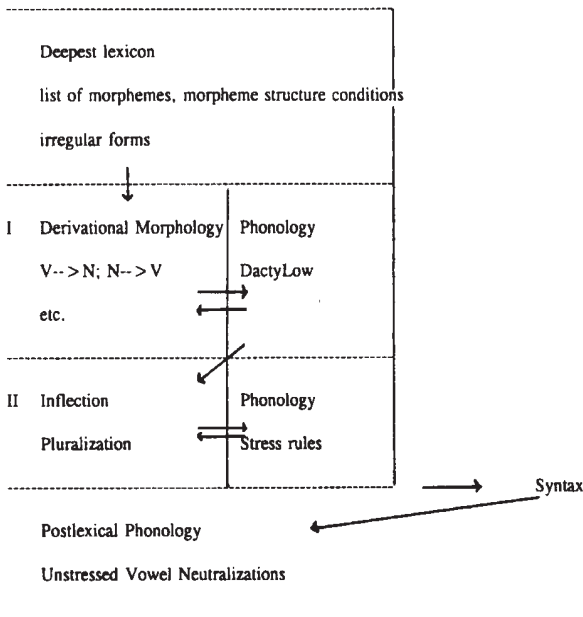 Deepest lexicon
list of morphemes, morpheme structure conditions
irregular forms
I Derivational Morphology Phonology
V-->N; N-->V DactyLow
etc.
II Inflection Phonology
Pluralization Stress rules
Syntax
Postlexical Phonology
Unstressed Vowel Neutralizations